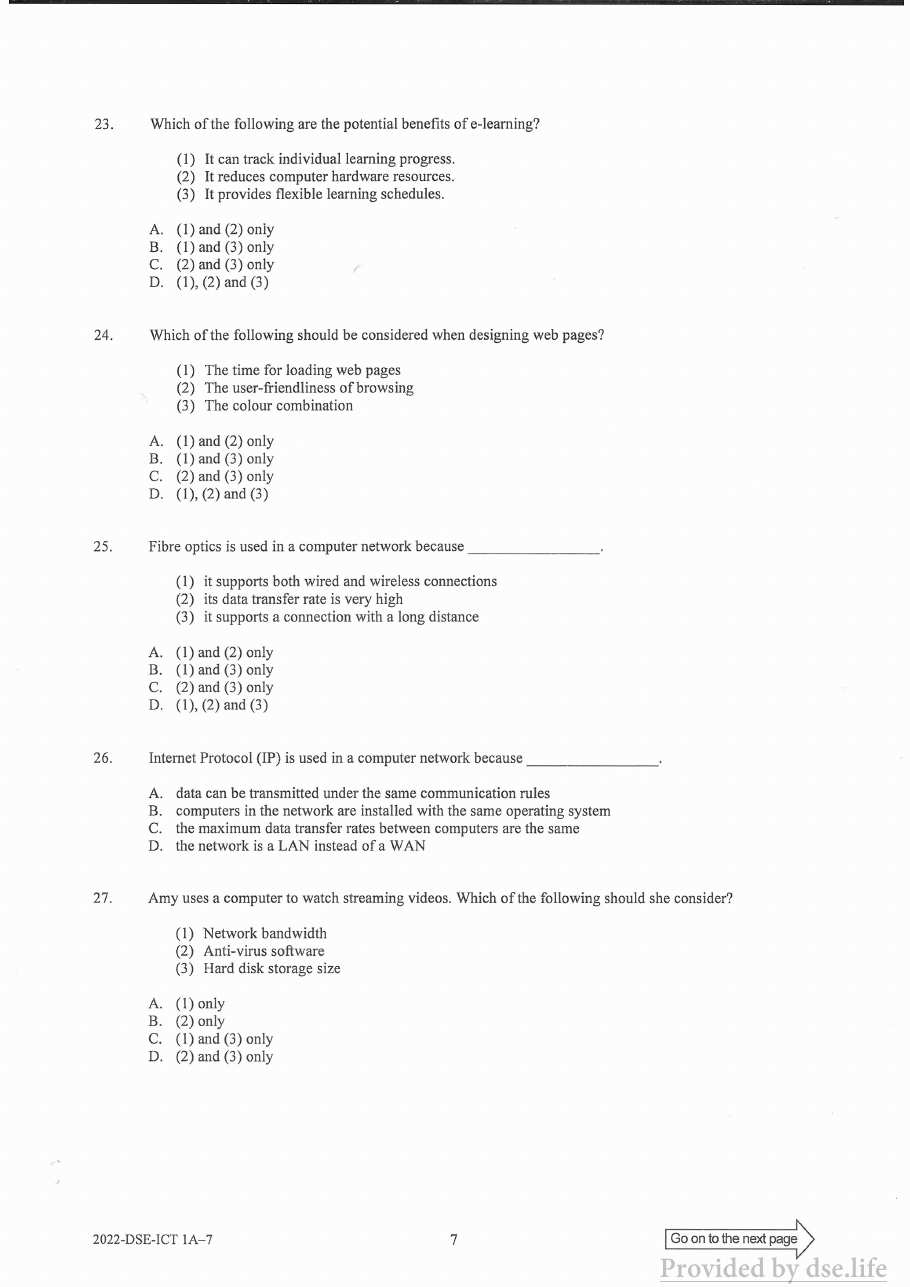 23. Which of the following are the potential benefits of e-learning?
(1) It can track individual learning progress.
(2) It reduces computer hardware resources.
(3) It provides flexible learning schedules.
A. (1) and (2) only
B. (1) and (3) only
C. (2) and (3) only
D. (1), (2) and (3)
24. Which of the following should be considered when designing web pages?
(1) The time for loading web pages
(2) The user-friendliness of browsing
(3) The colour combination
A. (1) and (2) only
B. (1) and (3) only
C. (2) and (3) only
D. (1), (2) and (3)
25. Fibre optics is used in a computer network because __________________.
(1) it supports both wired and wireless connections
(2) its data transfer rate is very high
(3) it supports a connection with a long distance
A. (1) and (2) only
B. (1) and (3) only
C. (2) and (3) only
D. (1), (2) and (3)
26. Internet Protocol (IP) is used in a computer network because __________________.
A. data can be transmitted under the same communication rules
B. computers in the network are installed with the same operating system
C. the maximum data transfer rates between computers are the same
D. the network is a LAN instead of a WAN
27. Amy uses a computer to watch streaming videos. Which of the following should she consider?
(1) Network bandwidth
(2) Anti-virus software
(3) Hard disk storage size
A. (1) only
B. (2) only
C. (1) and (3) only
D. (2) and (3) only
2022-DSE-ICT 1A–7 7 Go on to the next page
Provided by dse.life